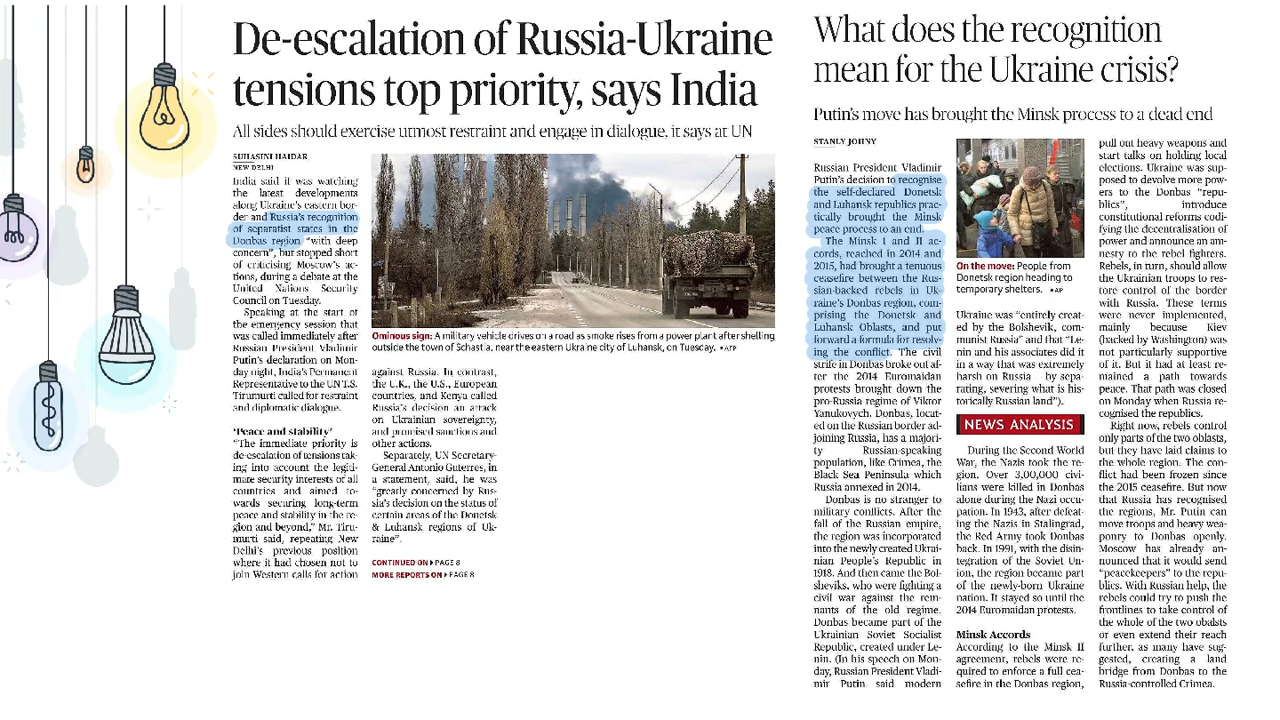 De-escalation of Russia-Ukraine
tensions top priority, says India
All sides should exercise utmost restraint and engage in dialogue, it says at UN
SUHASINI HAIDAR
NEW DELHI
India said it was watching
the latest developments
along Ukraine's eastern bor-
der and Russia's recognition
of separatist states in the
Donbas region "with deep
concern", but stopped short
of criticising Moscow's ac-
tions, during a debate at the
United Nations Security
Council on Tuesday.
Speaking at the start of
the emergency session that
was called immediately after
Russian President Vladimir
Putin's declaration on Mon-
day night, India's Permanent
Representative to the UN T.S.
Tirumurti called for restraint
and diplomatic dialogue.
'Peace and stability'
"The immediate priority is
de-escalation of tensions tak-
ing into account the legiti-
mate security interests of all
countries and aimed to-
wards securing long-term
peace and stability in the re-
gion and beyond," Mr. Tiru-
murti said, repeating New
Delhi's previous position
where it had chosen not to
join Western calls for action
Ominous sign: A military vehicle drives on a road as smoke rises from a power plant after shelling
outside the town of Schastia, near the eastern Ukraine city of Luhansk, on Tuesday. •AFP
against Russia. In contrast,
the U.K., the U.S., European
countries, and Kenya called
Russia's decision an attack
on Ukrainian sovereignty,
and promised sanctions and
other actions.
Separately, UN Secretary-
General Antonio Guterres, in
a statement, said, he was
"greatly concerned by Rus-
sia's decision on the status of
certain areas of the Donetsk
& Luhansk regions of Uk-
raine".
CONTINUED ON PAGE 8
MORE REPORTS ON PAGE 8
What does the recognition
mean for the Ukraine crisis?
Putin's move has brought the Minsk process to a dead end
STANLY JOHNY
Russian President Vladimir
Putin's decision to recognise
the self-declared Donetsk
and Luhansk republics prac-
tically brought the Minsk
peace process to an end.
The Minsk I and II ac-
cords, reached in 2014 and
2015, had brought a tenuous
ceasefire between the Rus-
sian-backed rebels in Uk-
raine's Donbas region, com-
prising the Donetsk and
Luhansk Oblasts, and put
forward a formula for resolv-
ing the conflict. The civil
strife in Donbas broke out af-
ter the 2014 Euromaidan
protests brought down the
pro-Russia regime of Viktor
Yanukovych. Donbas, locat-
ed on the Russian border ad-
joining Russia, has a majori-
ty Russian-speaking
population, like Crimea, the
Black Sea Peninsula which
Russia annexed in 2014.
Donbas is no stranger to
military conflicts. After the
fall of the Russian empire,
the region was incorporated
into the newly created Ukrai-
nian People's Republic in
1918. And then came the Bol-
sheviks, who were fighting a
civil war against the rem-
nants of the old regime.
Donbas became part of the
Ukrainian Soviet Socialist
Republic, created under Le-
nin. (In his speech on Mon-
day, Russian President Vladi-
mir Putin said modern
On the move: People from
Donetsk region heading to
temporary shelters. •AP
Ukraine was "entirely creat-
ed by the Bolshevik, com-
munist Russia" and that "Le-
nin and his associates did it
in a way that was extremely
harsh on Russia by sepa-
rating, severing what is his-
torically Russian land").
NEWS ANALYSIS
During the Second World
War, the Nazis took the re-
gion. Over 3,00,000 civi-
lians were killed in Donbas
alone during the Nazi occu-
pation. In 1943, after defeat-
ing the Nazis in Stalingrad,
the Red Army took Donbas
back. In 1991, with the disin-
tegration of the Soviet Un-
ion, the region became part
of the newly-born Ukraine
nation. It stayed so until the
2014 Euromaidan protests.
Minsk Accords
According to the Minsk II
agreement, rebels were re-
quired to enforce a full cea-
sefire in the Donbas region,
pull out heavy weapons and
start talks on holding local
elections. Ukraine was sup-
posed to devolve more pow-
ers to the Donbas "repu-
blics", introduce
constitutional reforms codi-
fying the decentralisation of
power and announce an am-
nesty to the rebel fighters.
Rebels, in turn, should allow
the Ukrainian troops to res-
tore control of the border
with Russia. These terms
were never implemented,
mainly because Kiev
(backed by Washington) was
not particularly supportive
of it. But it had at least re-
mained a path towards
peace. That path was closed
on Monday when Russia re-
cognised the republics.
Right now, rebels control
only parts of the two oblasts,
but they have laid claims to
the whole region. The con-
flict had been frozen since
the 2015 ceasefire. But now
that Russia has recognised
the regions, Mr. Putin can
move troops and heavy wea-
ponry to Donbas openly.
Moscow has already an-
nounced that it would send
"peacekeepers" to the repu-
blics. With Russian help, the
rebels could try to push the
frontlines to take control of
the whole of the two obalsts
or even extend their reach
further, as many have sug-
gested, creating a land
bridge from Donbas to the
Russia-controlled Crimea.